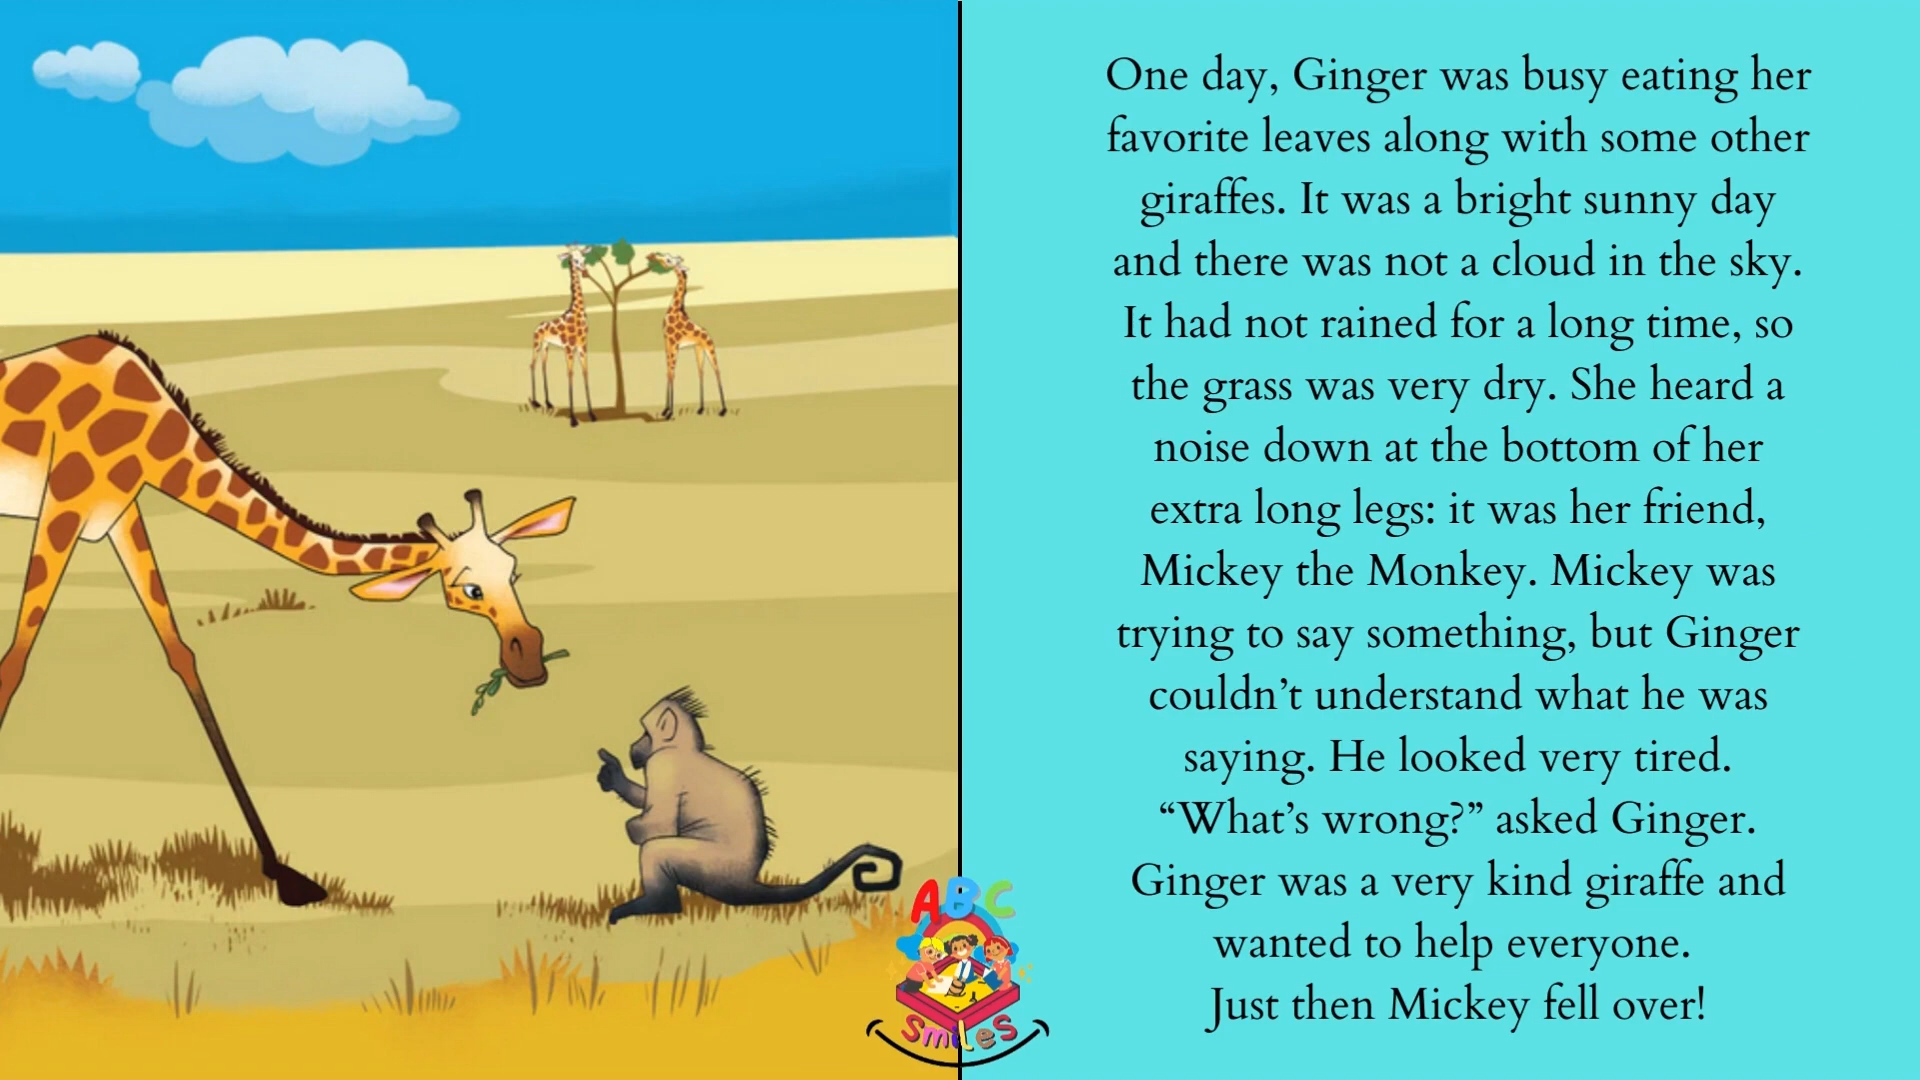 One day, Ginger was busy eating her
favorite leaves along with some other
giraffes. It was a bright sunny day
and there was not a cloud in the sky.
It had not rained for a long time, so
the grass was very dry. She heard a
noise down at the bottom of her
extra long legs: it was her friend,
Mickey the Monkey. Mickey was
trying to say something, but Ginger
couldn’t understand what he was
saying. He looked very tired.
“What’s wrong?” asked Ginger.
Ginger was a very kind giraffe and
wanted to help everyone.
Just then Mickey fell over!
ABC
Smiles